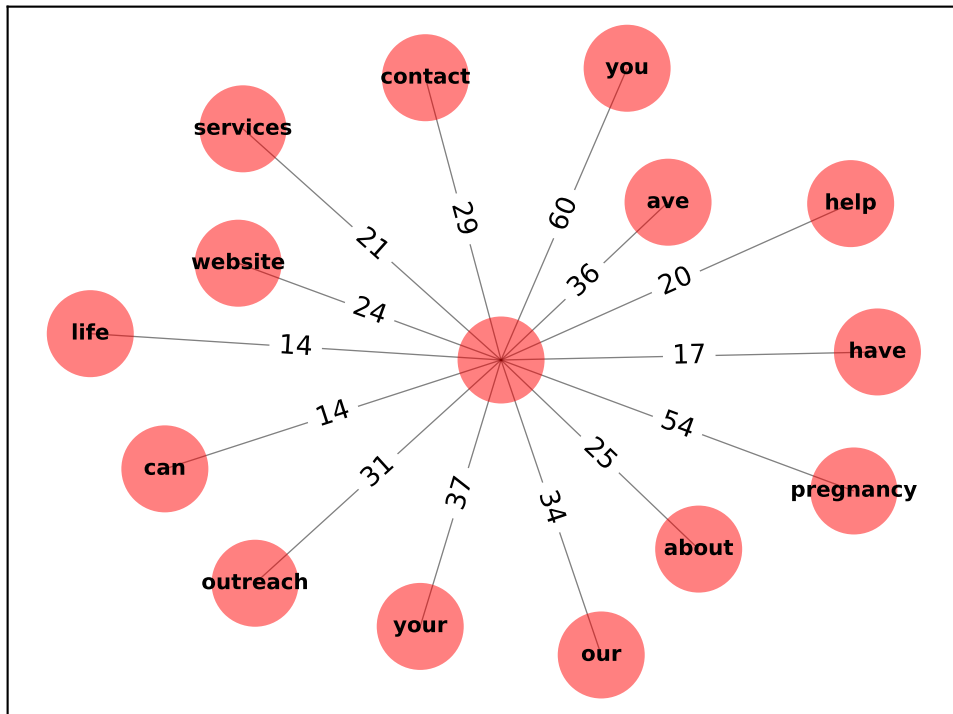 you
contact
services
ave
help
60
29
21
website
36
20
24
life
14
17
have
14
54
can
31
25
pregnancy
37
34
about
outreach
your
our